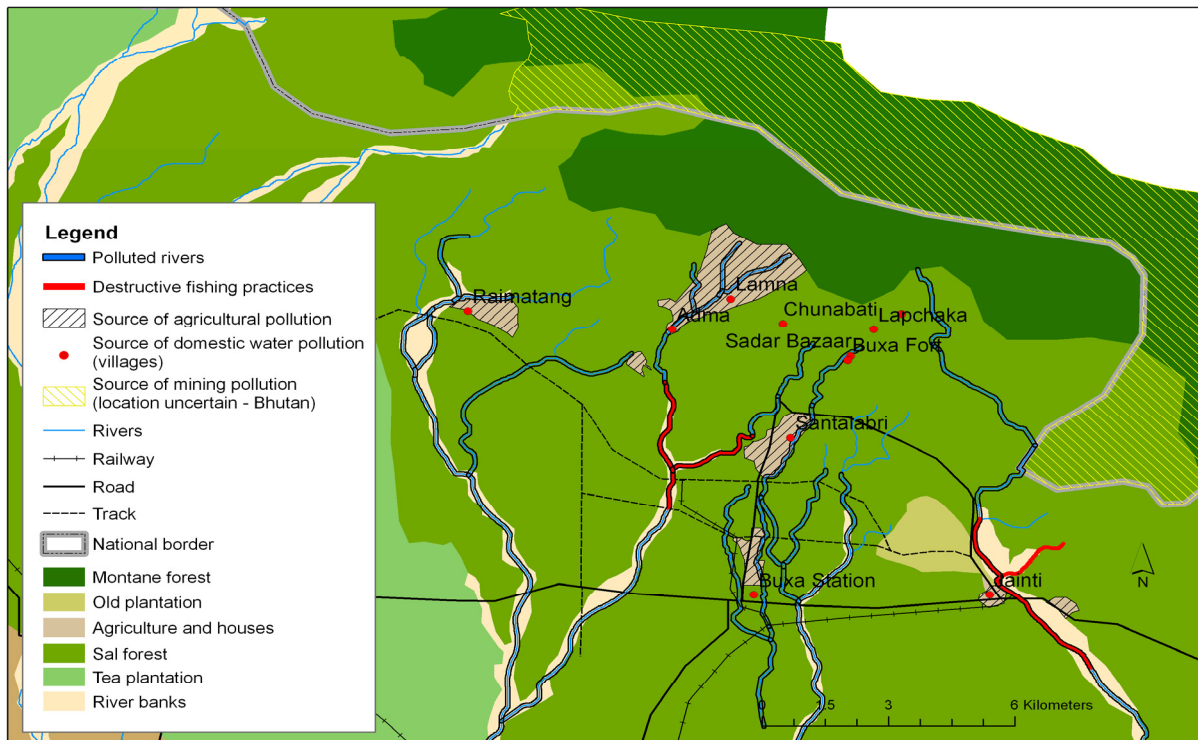 Legend
Polluted rivers
Destructive fishing practices
Source of agricultural pollution
Source of domestic water pollution
(villages)
Source of mining pollution
(location uncertain - Bhutan)
Rivers
Railway
Road
Track
National border
Montane forest
Old plantation
Agriculture and houses
Sal forest
Tea plantation
River banks
Raimatang
Lamna
Adma
Chunabati
Lapchaka
Sadar Bazaar
Buxa Fort
Santalabri
Buxa Station
Jainti
N
0 1.5 3 6 Kilometers